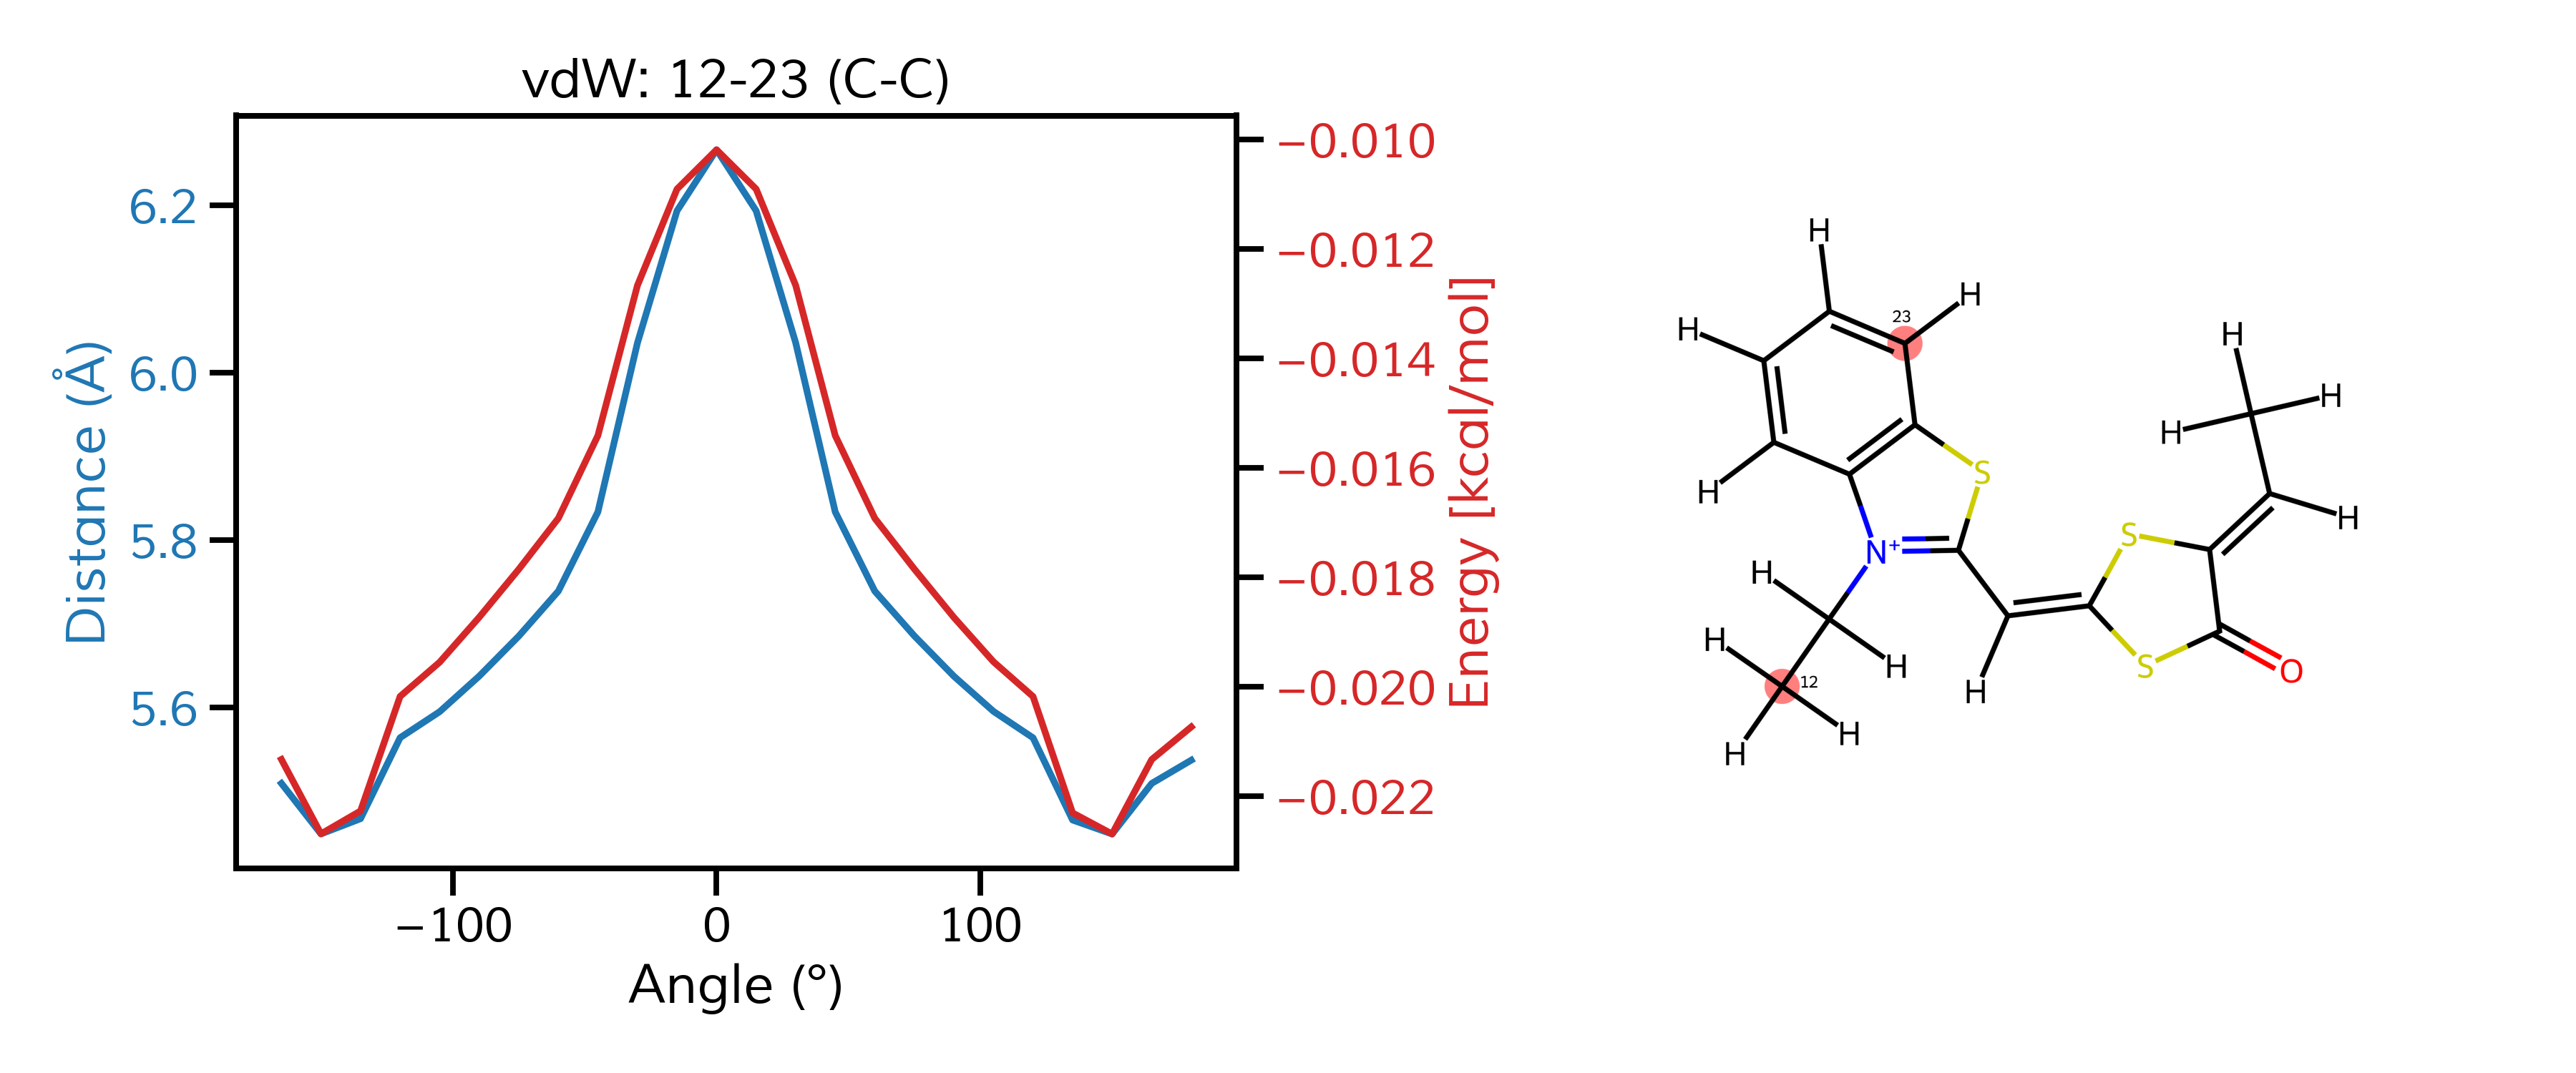 vdW: 12-23 (C-C)
6.2
6.0
5.8
5.6
Distance (Å)
−100
0
100
Angle (°)
−0.010
−0.012
−0.014
−0.016
−0.018
−0.020
−0.022
Energy [kcal/mol]
H
H
23
H
H
H
H
H
S
S
H
N+
H
H
H
S
O
12
H
H
H
H